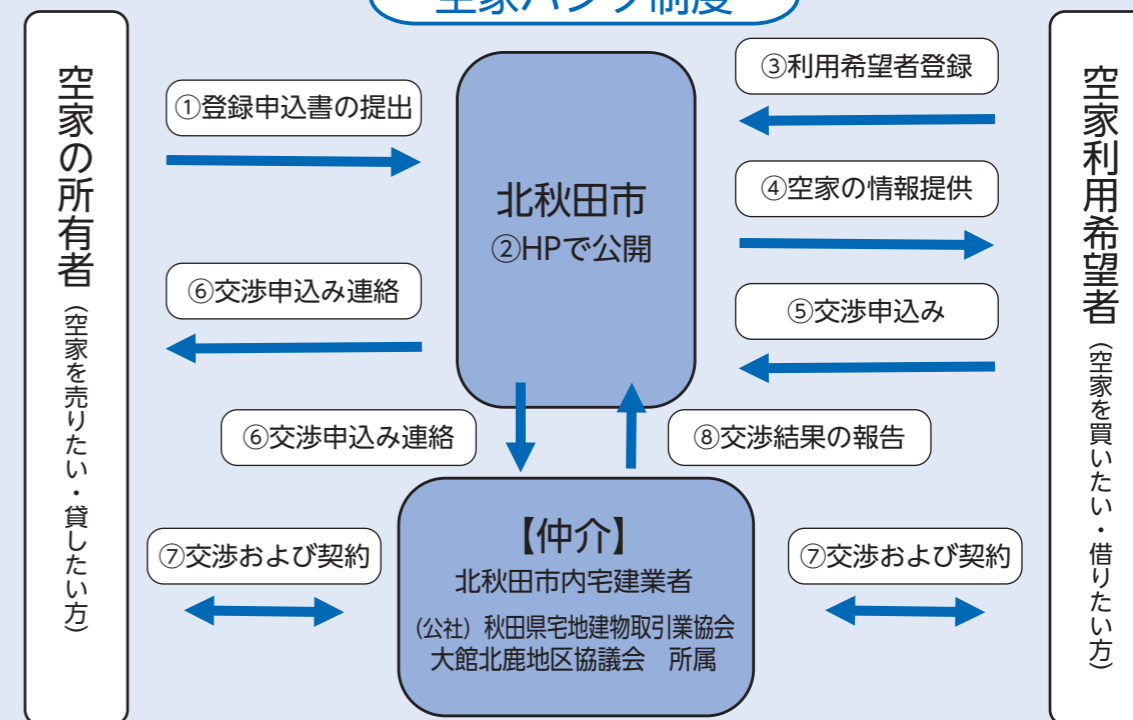 空家バンク制度
空家の所有者（空家を売りたい・貸したい方）
①登録申込書の提出
⑥交渉申込み連絡
北秋田市
②HPで公開
③利用希望者登録
④空家の情報提供
⑤交渉申込み
⑥交渉申込み連絡
⑧交渉結果の報告
⑦交渉および契約
【仲介】
北秋田市内宅建業者
（公社）秋田県宅地建物取引業協会
大館北鹿地区協議会　所属
⑦交渉および契約
空家利用希望者（空家を買いたい・借りたい方）